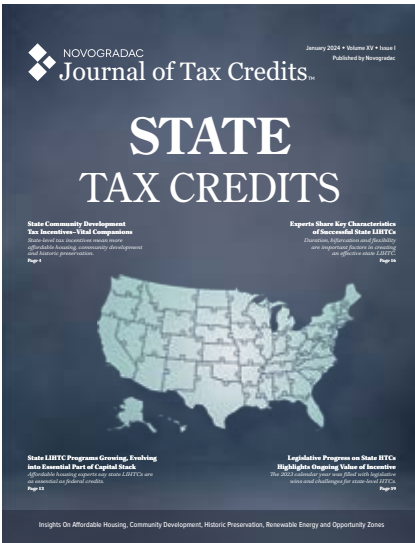 January 2024 • Volume XV • Issue I
Published by Novogradac
NOVOGRADAC
Journal of Tax Credits™
STATE
TAX CREDITS
State Community Development
Tax Incentives—Vital Companions
State-level tax incentives mean more
affordable housing, community development
and historic preservation.
Page 4
Experts Share Key Characteristics
of Successful State LIHTCs
Duration, bifurcation and flexibility
are important factors in creating
an effective state LIHTC.
Page 16
State LIHTC Programs Growing, Evolving
into Essential Part of Capital Stack
Affordable housing experts say state LIHTCs are
as essential as federal credits.
Page 12
Legislative Progress on State HTCs
Highlights Ongoing Value of Incentive
The 2023 calendar year was filled with legislative
wins and challenges for state-level HTCs.
Page 59
Insights On Affordable Housing, Community Development, Historic Preservation, Renewable Energy and Opportunity Zones